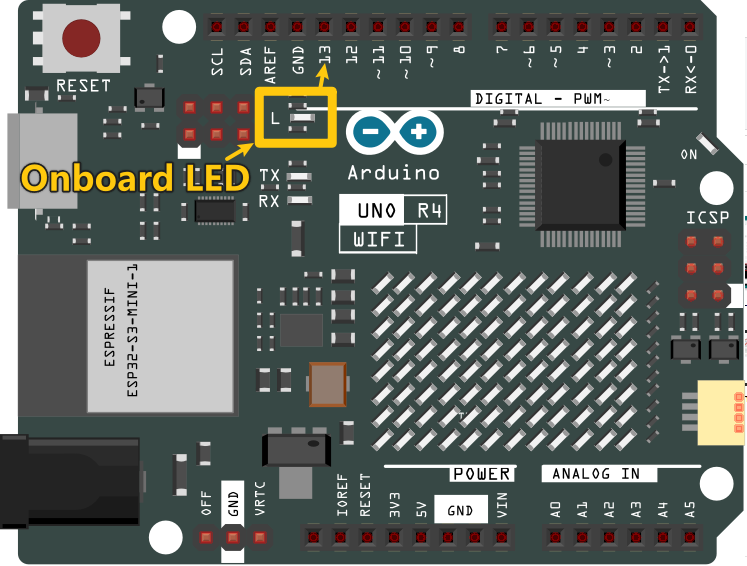 SCL
SDA
AREF
GND
13
12
~11
~10
~9
8
7
~6
~5
4
~3
2
TX->1
RX<-0
RESET
DIGITAL - PWM~
L
Onboard LED
TX
RX
Arduino
ON
UNO R4
WIFI
ICSP
ESPRESSIF
ESP32-S3-MINI-1
POWER
ANALOG IN
OFF
GND
VRTC
IOREF
RESET
3V3
5V
GND
VIN
A0
A1
A2
A3
A4
A5